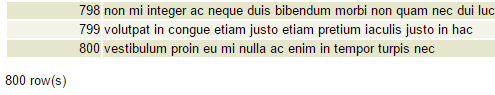 798 non mi integer ac neque duis bibendum morbi non quam nec dui luc
799 volutpat in congue etiam justo etiam pretium iaculis justo in hac
800 vestibulum proin eu mi nulla ac enim in tempor turpis nec
800 row(s)